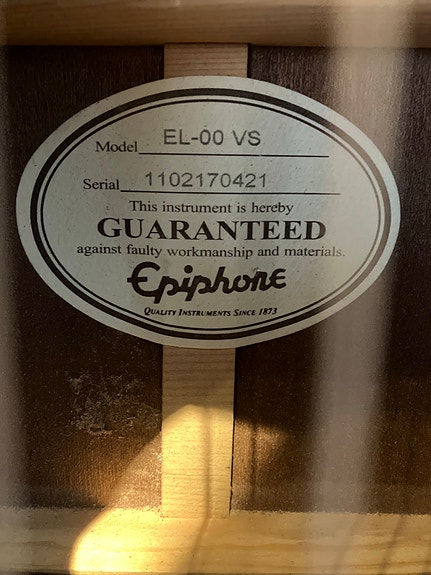 Model EL-00 VS
Serial 1102170421
This instrument is hereby
GUARANTEED
against faulty workmanship and materials.
Epiphone
QUALITY INSTRUMENTS SINCE 1873